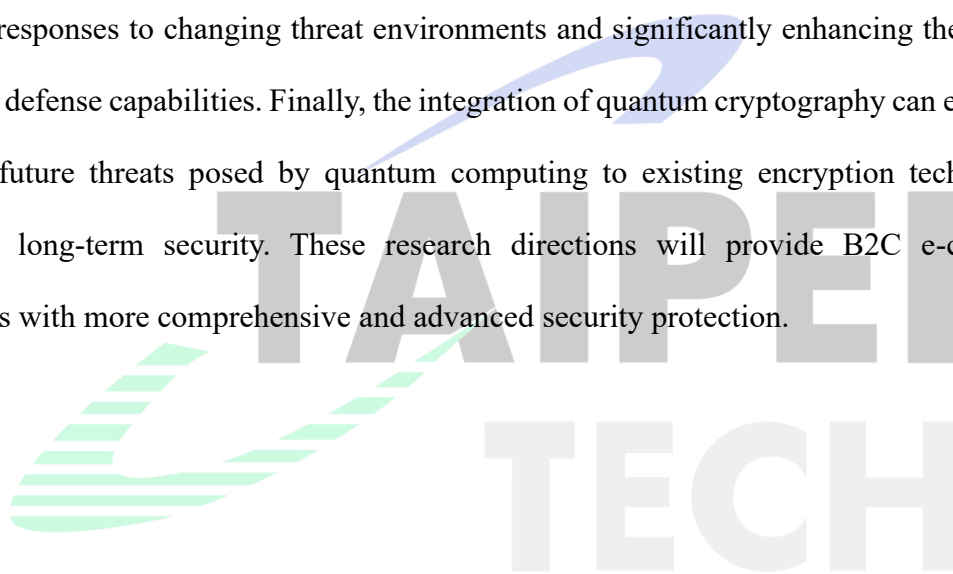 responses to changing threat environments and significantly enhancing the
defense capabilities. Finally, the integration of quantum cryptography can e
future threats posed by quantum computing to existing encryption tech
long-term security. These research directions will provide B2C e-c
s with more comprehensive and advanced security protection.
TAIPE
TECH